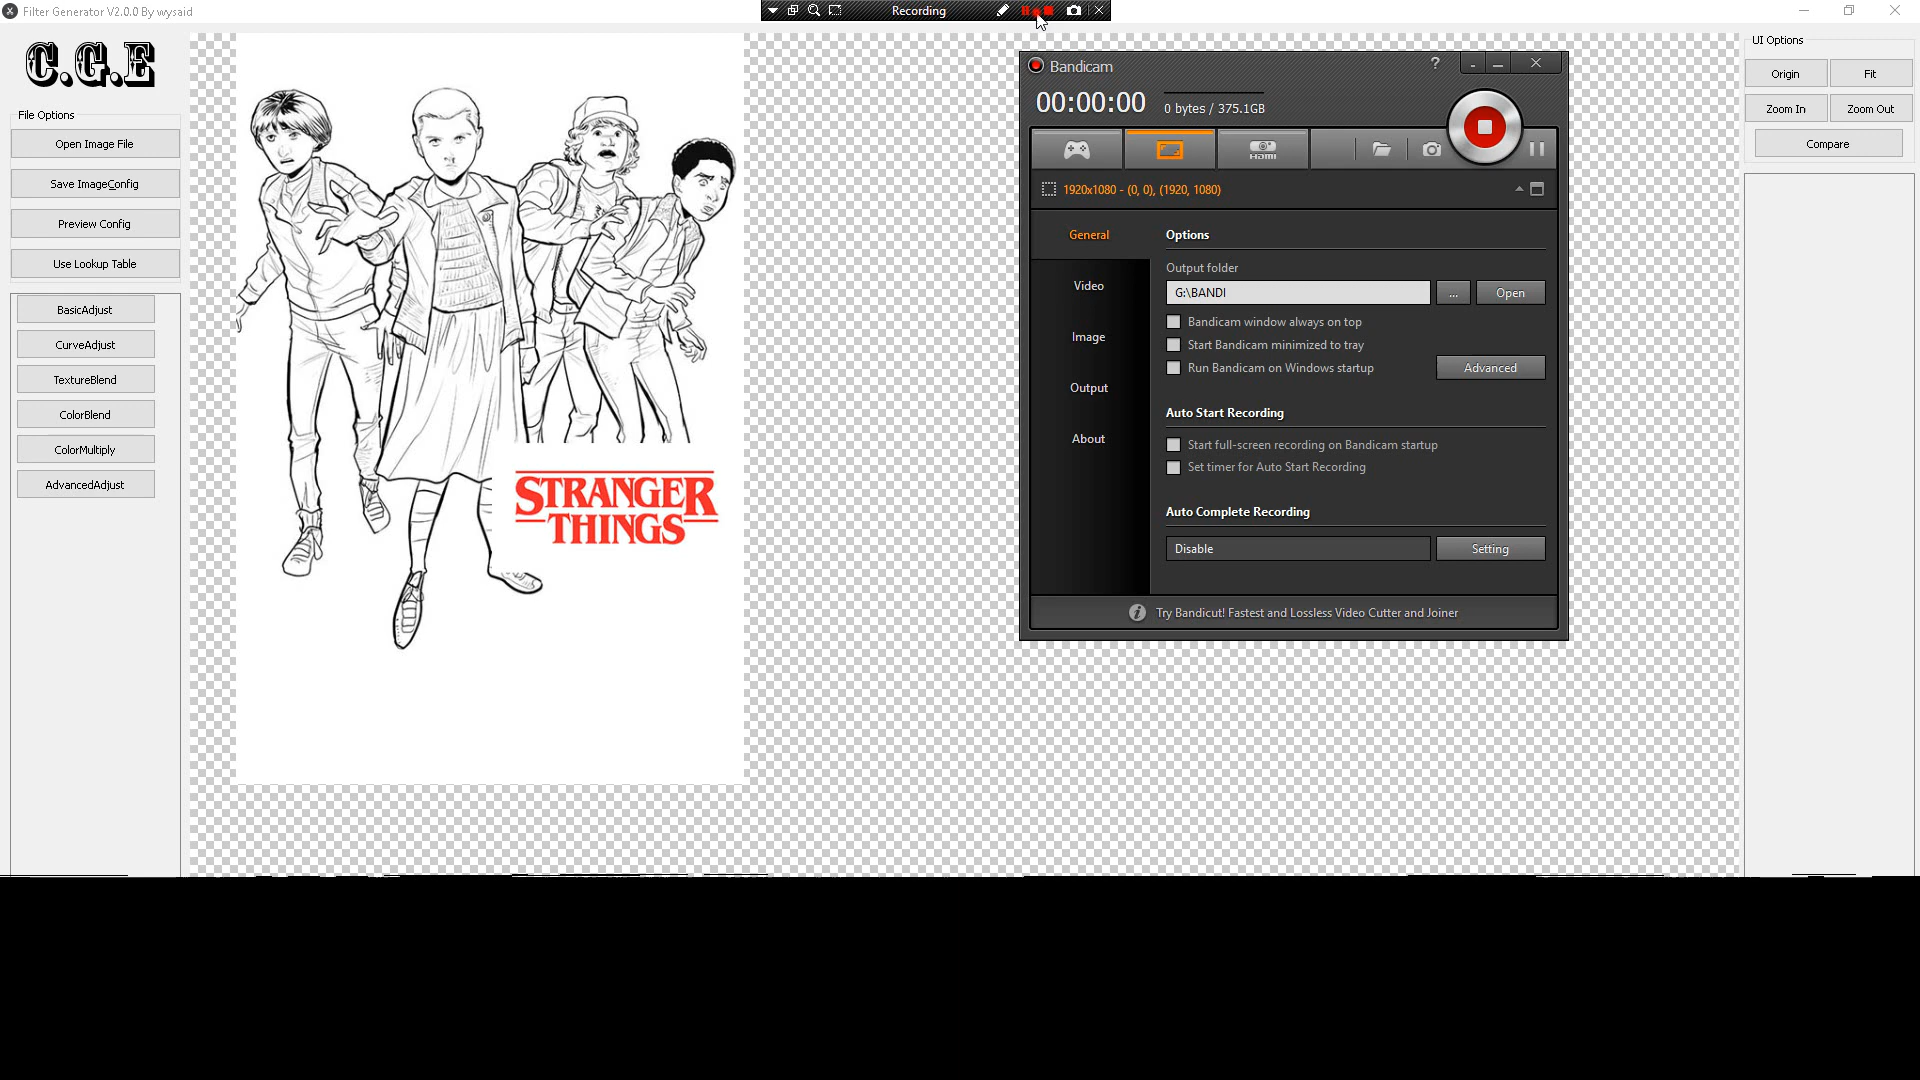 Filter Generator V2.0.0 By wysaid
Recording
C.G.E
File Options
Open Image File
Save ImageConfig
Preview Config
Use Lookup Table
BasicAdjust
CurveAdjust
TextureBlend
ColorBlend
ColorMultiply
AdvancedAdjust
STRANGER
THINGS
Bandicam
?
00:00:00
0 bytes / 375.1GB
HDMI
1920x1080 - (0, 0), (1920, 1080)
General
Video
Image
Output
About
Options
Output folder
G:\BANDI
...
Open
Bandicam window always on top
Start Bandicam minimized to tray
Run Bandicam on Windows startup
Advanced
Auto Start Recording
Start full-screen recording on Bandicam startup
Set timer for Auto Start Recording
Auto Complete Recording
Disable
Setting
Try Bandicut! Fastest and Lossless Video Cutter and Joiner
UI Options
Origin
Fit
Zoom In
Zoom Out
Compare